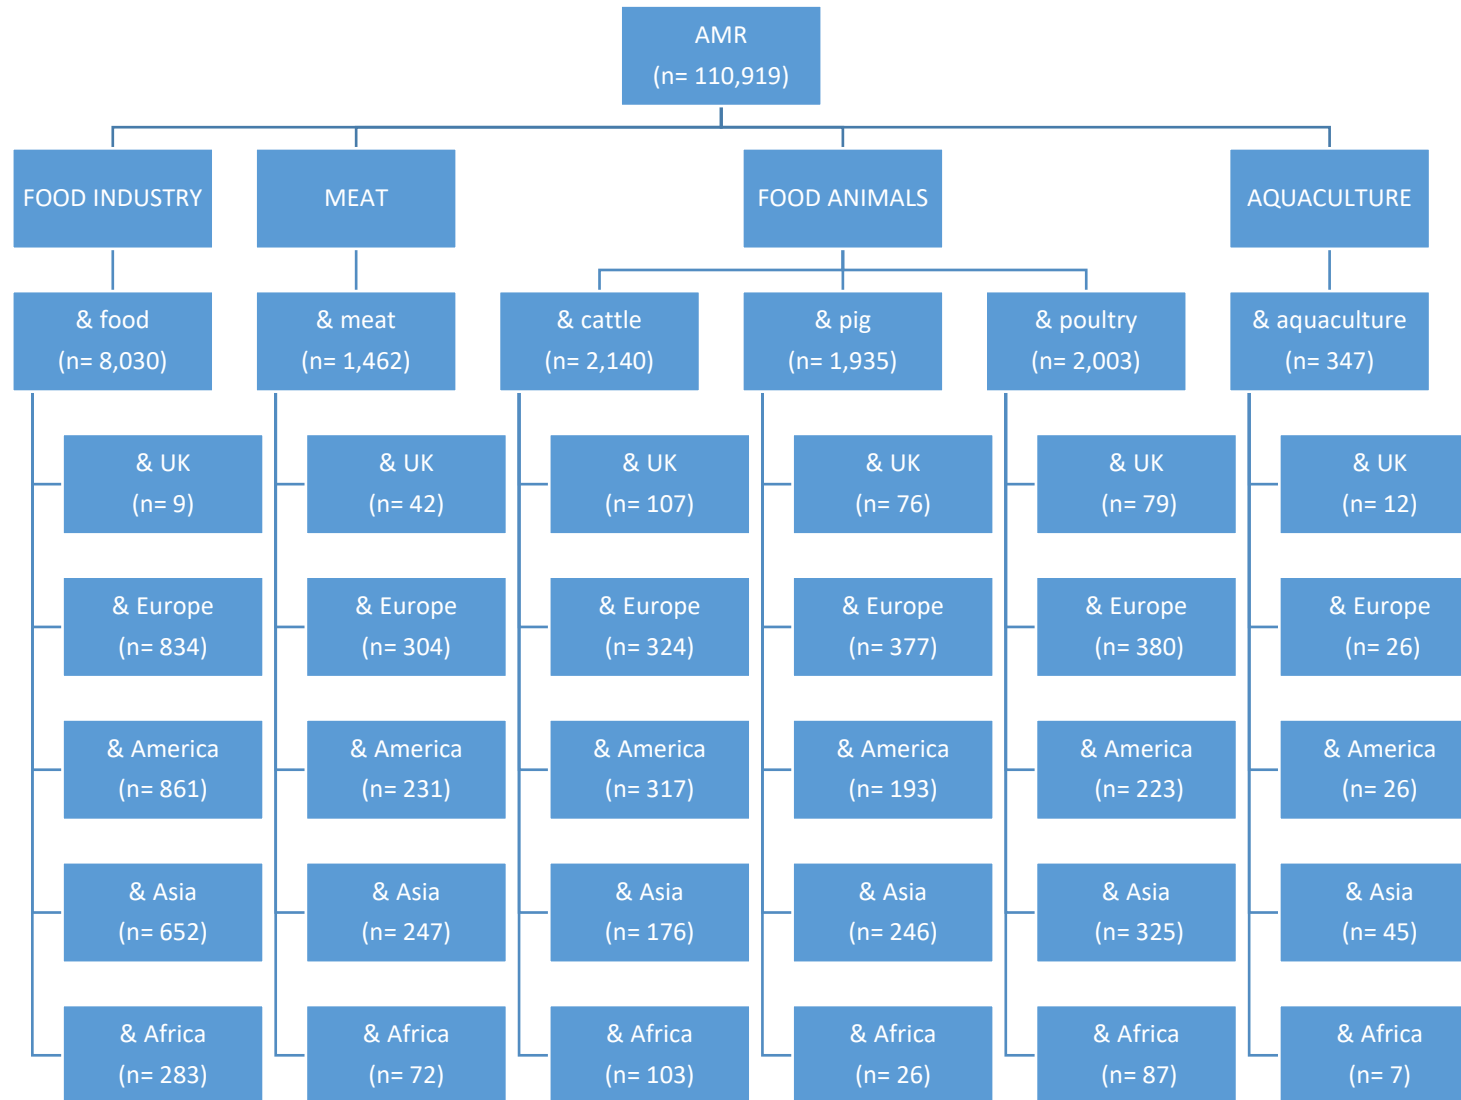 AMR
(n= 110,919)
FOOD INDUSTRY
MEAT
FOOD ANIMALS
AQUACULTURE
& food
(n= 8,030)
& meat
(n= 1,462)
& cattle
(n= 2,140)
& pig
(n= 1,935)
& poultry
(n= 2,003)
& aquaculture
(n= 347)
& UK
(n= 9)
& UK
(n= 42)
& UK
(n= 107)
& UK
(n= 76)
& UK
(n= 79)
& UK
(n= 12)
& Europe
(n= 834)
& Europe
(n= 304)
& Europe
(n= 324)
& Europe
(n= 377)
& Europe
(n= 380)
& Europe
(n= 26)
& America
(n= 861)
& America
(n= 231)
& America
(n= 317)
& America
(n= 193)
& America
(n= 223)
& America
(n= 26)
& Asia
(n= 652)
& Asia
(n= 247)
& Asia
(n= 176)
& Asia
(n= 246)
& Asia
(n= 325)
& Asia
(n= 45)
& Africa
(n= 283)
& Africa
(n= 72)
& Africa
(n= 103)
& Africa
(n= 26)
& Africa
(n= 87)
& Africa
(n= 7)